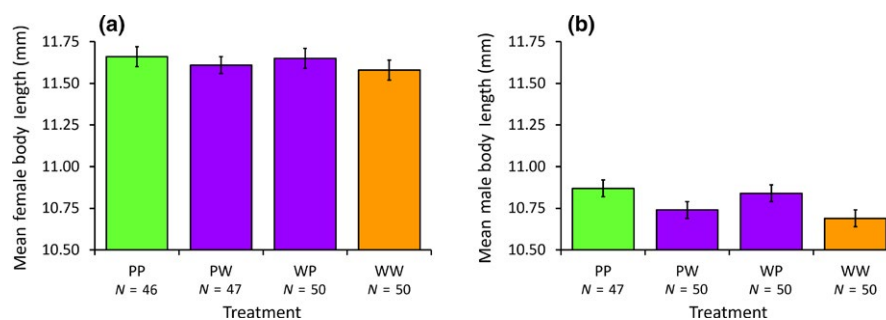 (a)
Mean female body length (mm)
11.75
11.50
11.25
11.00
10.75
10.50
PP PW WP WW
N = 46 N = 47 N = 50 N = 50
Treatment
(b)
Mean male body length (mm)
11.75
11.50
11.25
11.00
10.75
10.50
PP PW WP WW
N = 47 N = 50 N = 50 N = 50
Treatment